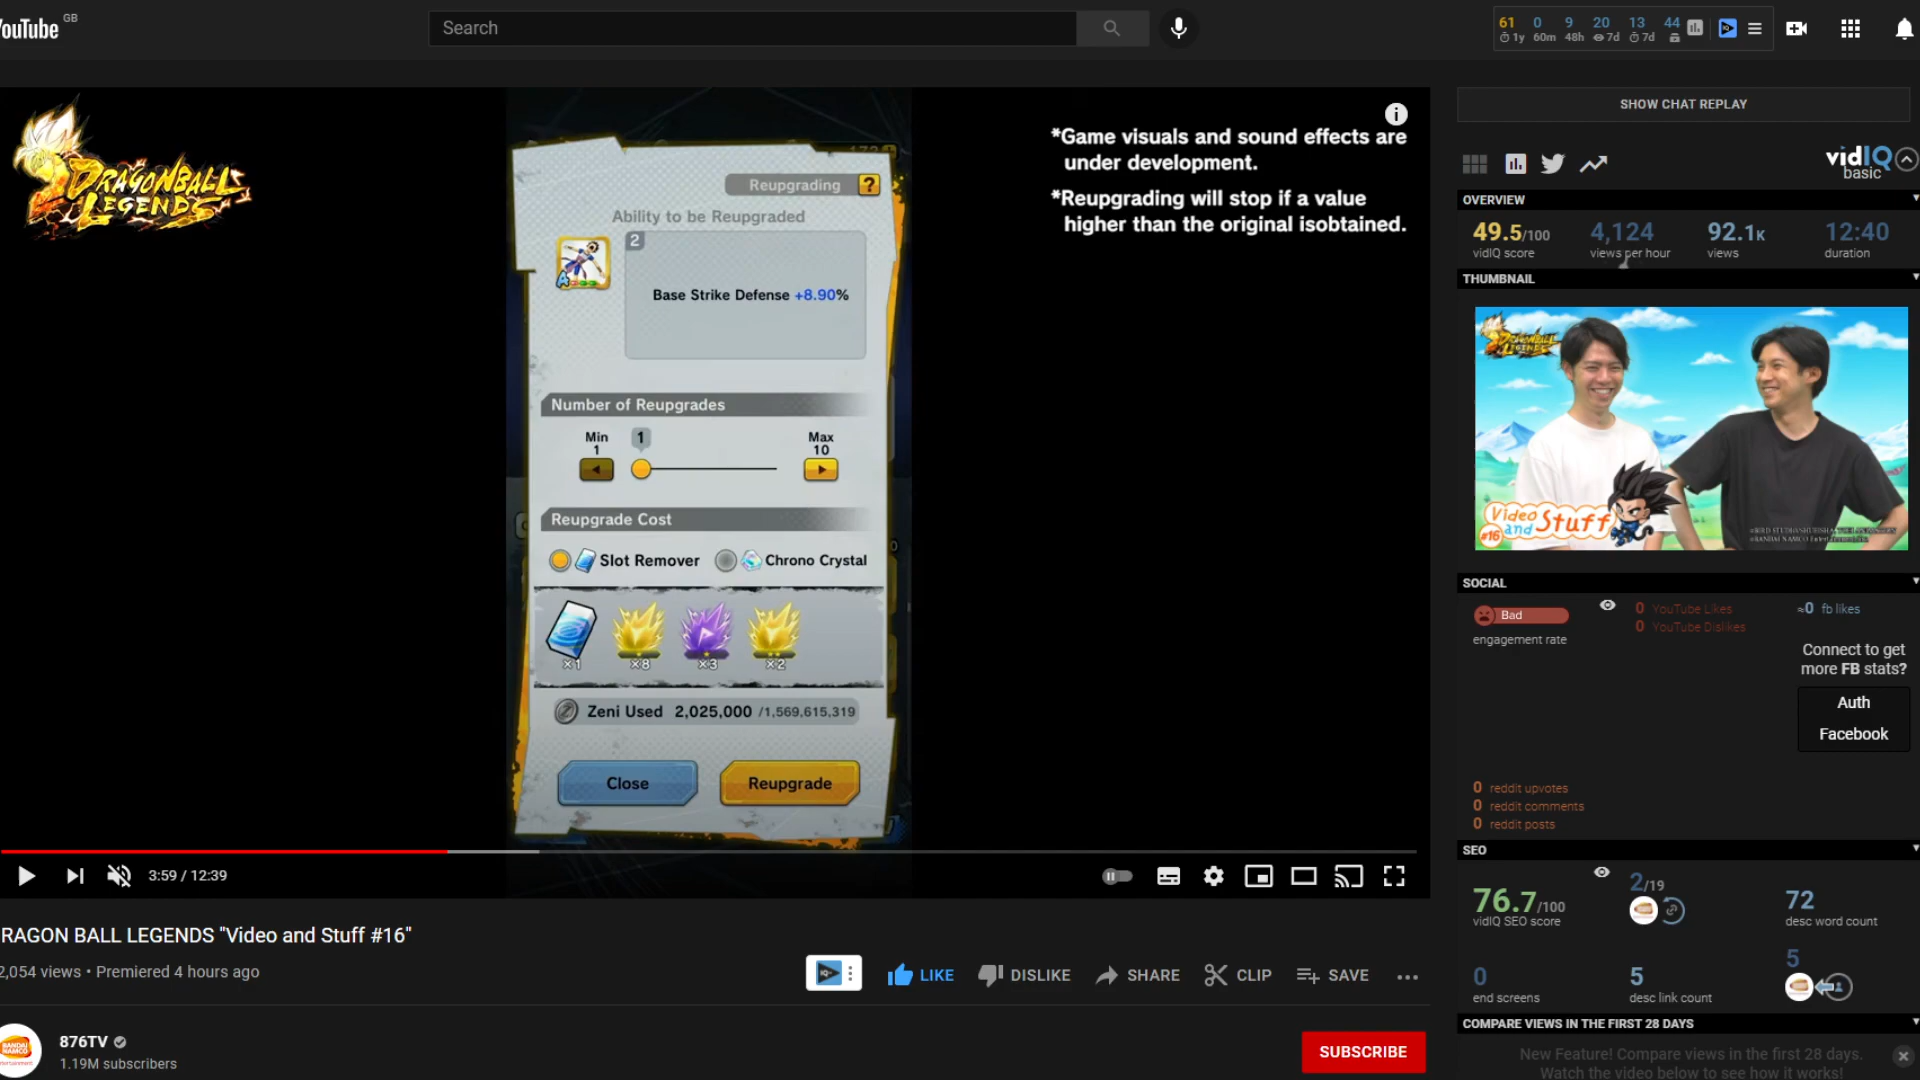 YouTube GB
Search
61 0 9 20 13 44
1y 60m 48h 7d 7d
SHOW CHAT REPLAY
DRAGONBALL
LEGENDS
*Game visuals and sound effects are
under development.
*Reupgrading will stop if a value
higher than the original isobtained.
Reupgrading ?
Ability to be Reupgraded
2
Base Strike Defense +8.90%
Number of Reupgrades
Min
1
1
Max
10
Reupgrade Cost
Slot Remover Chrono Crystal
×1 ×8 ×3 ×2
Zeni Used 2,025,000 /1,569,615,319
Close Reupgrade
3:59 / 12:39
RAGON BALL LEGENDS "Video and Stuff #16"
2,054 views • Premiered 4 hours ago
LIKE DISLIKE SHARE CLIP SAVE
876TV
1.19M subscribers
SUBSCRIBE
vidIQ
basic
OVERVIEW
49.5/100 4,124 92.1K 12:40
vidIQ score views per hour views duration
THUMBNAIL
DRAGONBALL
LEGENDS
Video
and Stuff
#16
SOCIAL
Bad
engagement rate
0 YouTube Likes
0 YouTube Dislikes
≈0 fb likes
Connect to get
more FB stats?
Auth
Facebook
0 reddit upvotes
0 reddit comments
0 reddit posts
SEO
76.7/100
vidIQ SEO score
2/19
72
desc word count
0
end screens
5
desc link count
5
COMPARE VIEWS IN THE FIRST 28 DAYS
New Feature! Compare views in the first 28 days.
Watch the video below to see how it works!